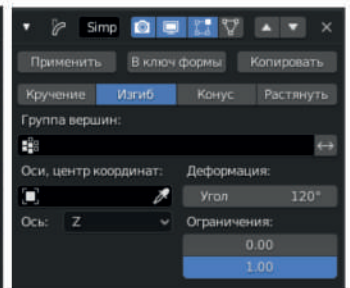 Simp
Применить В ключ формы Копировать
Кручение Изгиб Конус Растянуть
Группа вершин:
Оси, центр координат: Деформация:
Угол 120°
Ось: Z Ограничения:
0.00
1.00